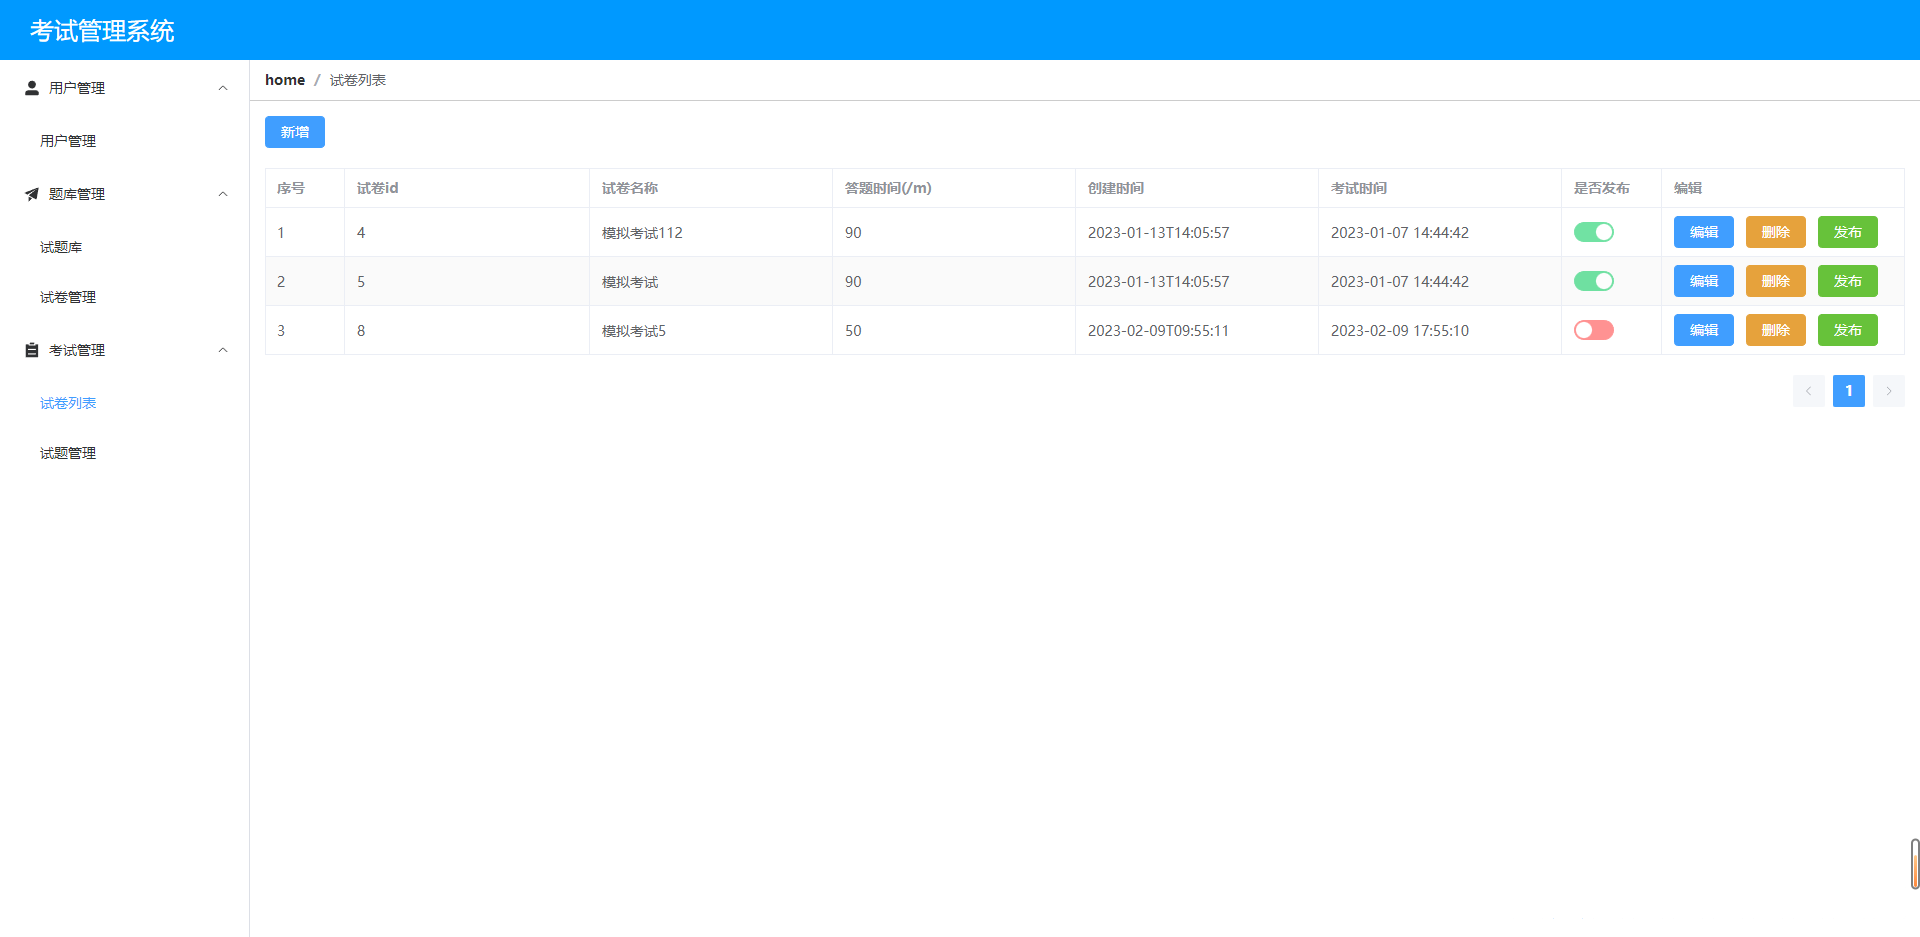 考试管理系统
用户管理
用户管理
题库管理
试题库
试卷管理
考试管理
试卷列表
试题管理
home / 试卷列表
新增
序号 试卷id 试卷名称 答题时间(/m) 创建时间 考试时间 是否发布 编辑
1 4 模拟考试112 90 2023-01-13T14:05:57 2023-01-07 14:44:42 编辑 删除 发布
2 5 模拟考试 90 2023-01-13T14:05:57 2023-01-07 14:44:42 编辑 删除 发布
3 8 模拟考试5 50 2023-02-09T09:55:11 2023-02-09 17:55:10 编辑 删除 发布
1